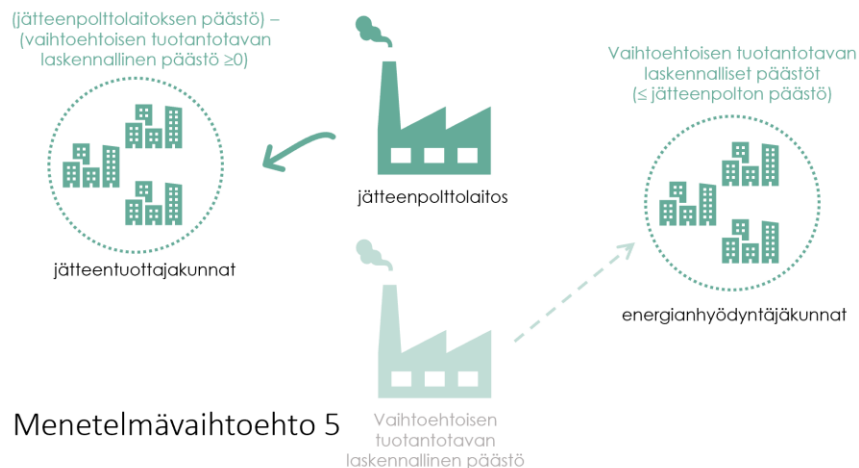 (jätteenpolttolaitoksen päästö) –
(vaihtoehtoisen tuotantotavan
laskennallinen päästö ≥0)
jätteentuottajakunnat
jätteenpolttolaitos
Vaihtoehtoisen tuotantotavan
laskennalliset päästöt
(≤ jätteenpolton päästö)
energianhyödyntäjäkunnat
Menetelmävaihtoehto 5
Vaihtoehtoisen
tuotantotavan
laskennallinen päästö